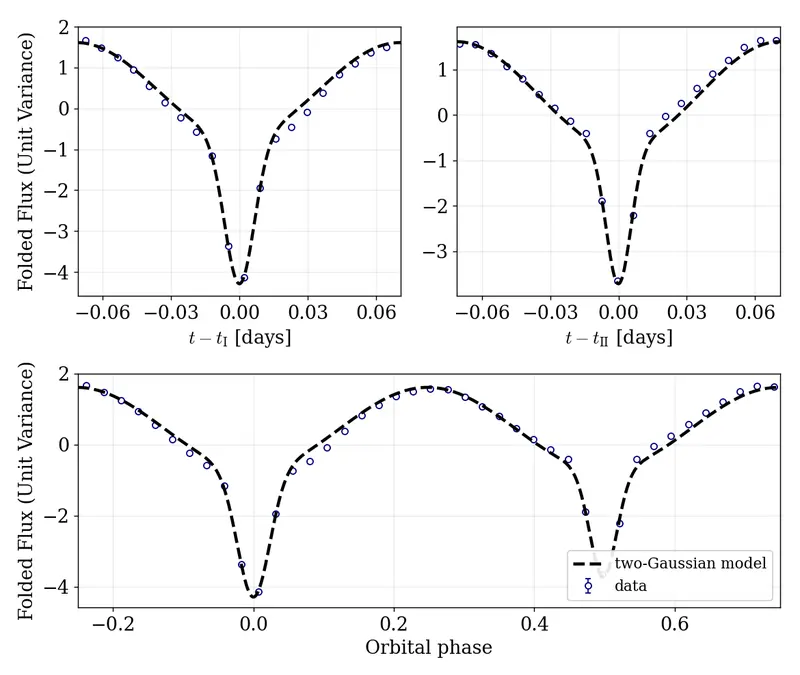 Folded Flux (Unit Variance)
2
1
0
−1
−2
−3
−4
−0.06 −0.03 0.00 0.03 0.06
t − t_I [days]
1
0
−1
−2
−3
−0.06 −0.03 0.00 0.03 0.06
t − t_II [days]
Folded Flux (Unit Variance)
2
0
−2
−4
−0.2 0.0 0.2 0.4 0.6
Orbital phase
two-Gaussian model
data